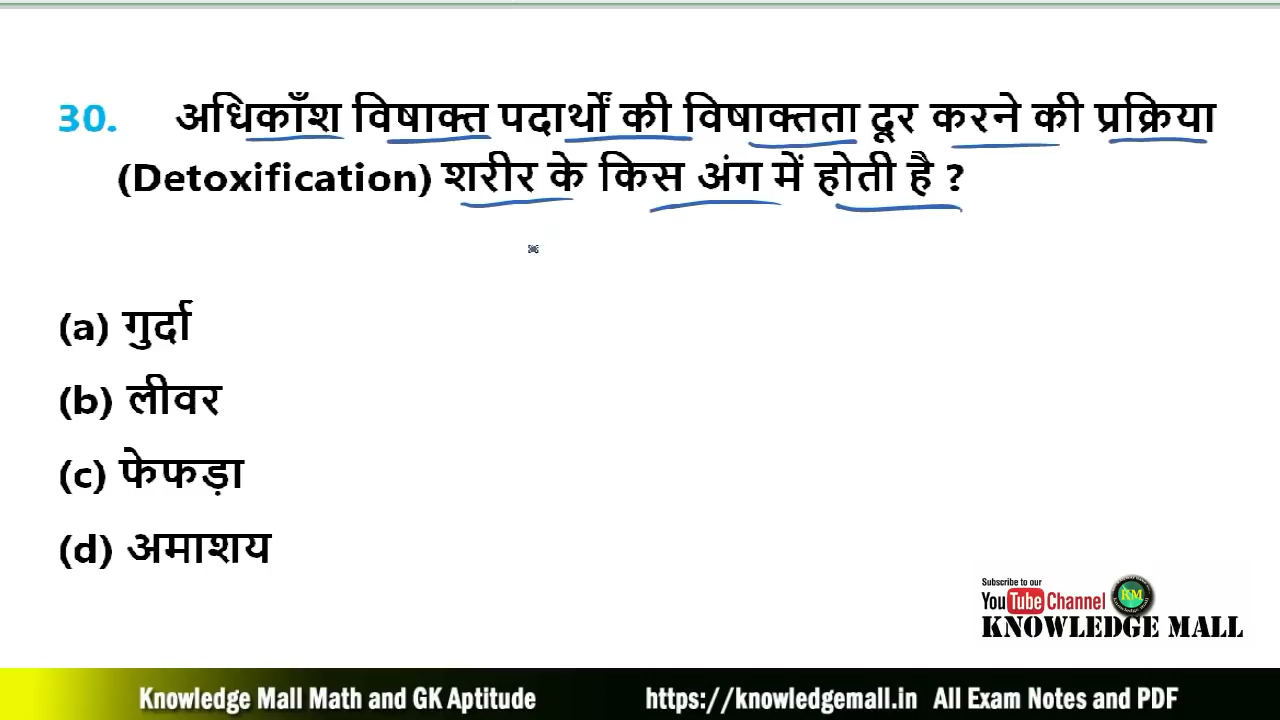 30. अधिकाँश विषाक्त पदार्थों की विषाक्तता दूर करने की प्रक्रिया
(Detoxification) शरीर के किस अंग में होती है ?
(a) गुर्दा
(b) लीवर
(c) फेफड़ा
(d) अमाशय
Subscribe to our
YouTube Channel
RM
KNOWLEDGE MALL
Knowledge Mall Math and GK Aptitude https://knowledgemall.in All Exam Notes and PDF